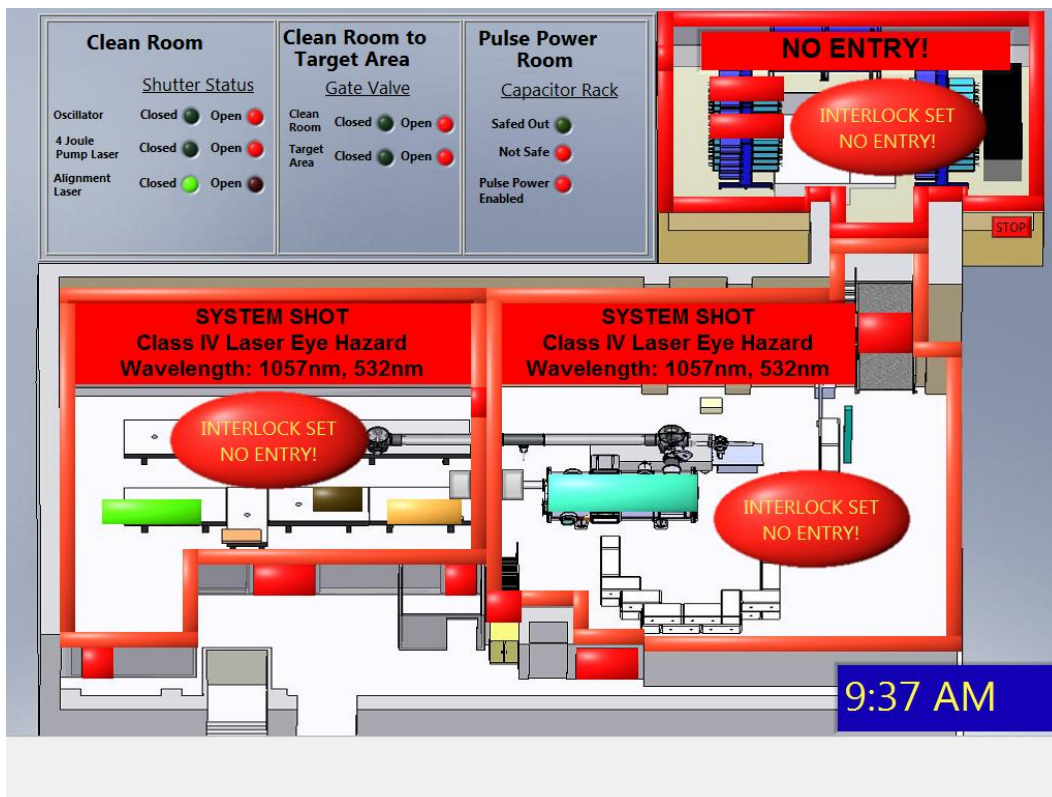 Clean Room
Shutter Status
Oscillator Closed Open
4 Joule
Pump Laser Closed Open
Alignment
Laser Closed Open
Clean Room to
Target Area
Gate Valve
Clean
Room Closed Open
Target
Area Closed Open
Pulse Power
Room
Capacitor Rack
Safed Out
Not Safe
Pulse Power
Enabled
NO ENTRY!
INTERLOCK SET
NO ENTRY!
STOP
SYSTEM SHOT
Class IV Laser Eye Hazard
Wavelength: 1057nm, 532nm
INTERLOCK SET
NO ENTRY!
SYSTEM SHOT
Class IV Laser Eye Hazard
Wavelength: 1057nm, 532nm
INTERLOCK SET
NO ENTRY!
9:37 AM